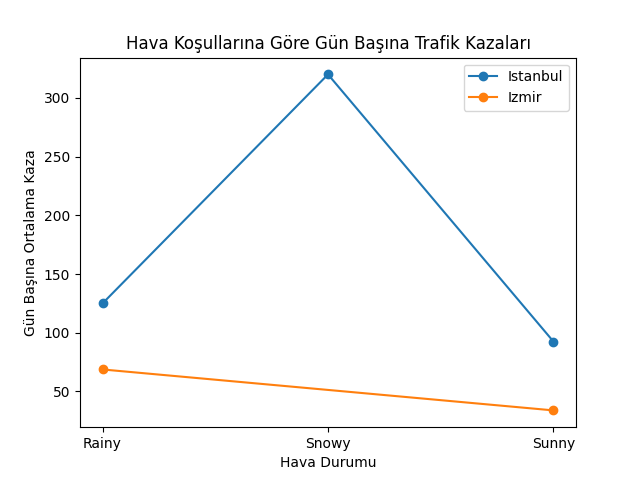 Hava Koşullarına Göre Gün Başına Trafik Kazaları
Istanbul
Izmir
Gün Başına Ortalama Kaza
300
250
200
150
100
50
Rainy
Snowy
Sunny
Hava Durumu